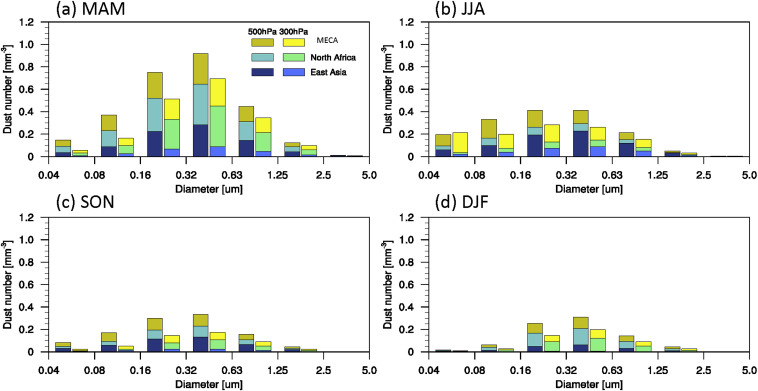 (a) MAM
1.2
1.0
0.8
0.6
0.4
0.2
0
Dust number [mm⁻³]
500hPa 300hPa
MECA
North Africa
East Asia
0.04 0.08 0.16 0.32 0.63 1.25 2.5 5.0
Diameter [um]
(b) JJA
1.2
1.0
0.8
0.6
0.4
0.2
0
Dust number [mm⁻³]
0.04 0.08 0.16 0.32 0.63 1.25 2.5 5.0
Diameter [um]
(c) SON
1.2
1.0
0.8
0.6
0.4
0.2
0
Dust number [mm⁻³]
0.04 0.08 0.16 0.32 0.63 1.25 2.5 5.0
Diameter [um]
(d) DJF
1.2
1.0
0.8
0.6
0.4
0.2
0
Dust number [mm⁻³]
0.04 0.08 0.16 0.32 0.63 1.25 2.5 5.0
Diameter [um]